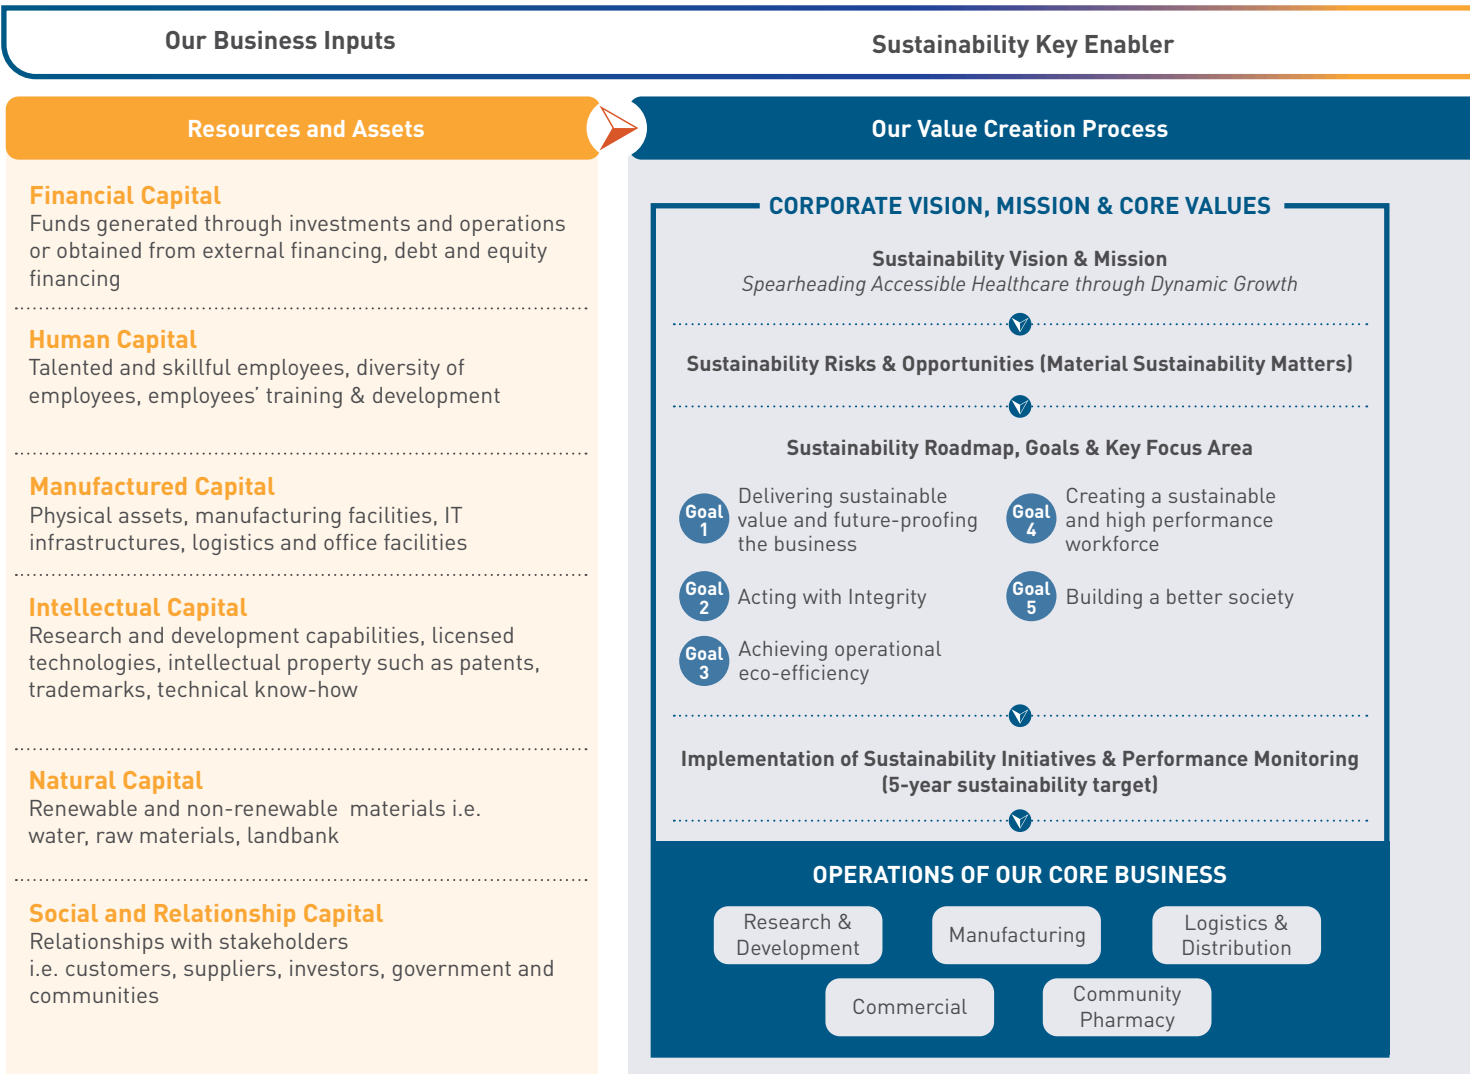 Our Business Inputs
Sustainability Key Enabler
Resources and Assets
Financial Capital
Funds generated through investments and operations
or obtained from external financing, debt and equity
financing
Human Capital
Talented and skillful employees, diversity of
employees, employees’ training & development
Manufactured Capital
Physical assets, manufacturing facilities, IT
infrastructures, logistics and office facilities
Intellectual Capital
Research and development capabilities, licensed
technologies, intellectual property such as patents,
trademarks, technical know-how
Natural Capital
Renewable and non-renewable materials i.e.
water, raw materials, landbank
Social and Relationship Capital
Relationships with stakeholders
i.e. customers, suppliers, investors, government and
communities
Our Value Creation Process
CORPORATE VISION, MISSION & CORE VALUES
Sustainability Vision & Mission
Spearheading Accessible Healthcare through Dynamic Growth
Sustainability Risks & Opportunities (Material Sustainability Matters)
Sustainability Roadmap, Goals & Key Focus Area
Goal
1
Delivering sustainable
value and future-proofing
the business
Goal
2
Acting with Integrity
Goal
3
Achieving operational
eco-efficiency
Goal
4
Creating a sustainable
and high performance
workforce
Goal
5
Building a better society
Implementation of Sustainability Initiatives & Performance Monitoring
(5-year sustainability target)
OPERATIONS OF OUR CORE BUSINESS
Research &
Development
Manufacturing
Logistics &
Distribution
Commercial
Community
Pharmacy